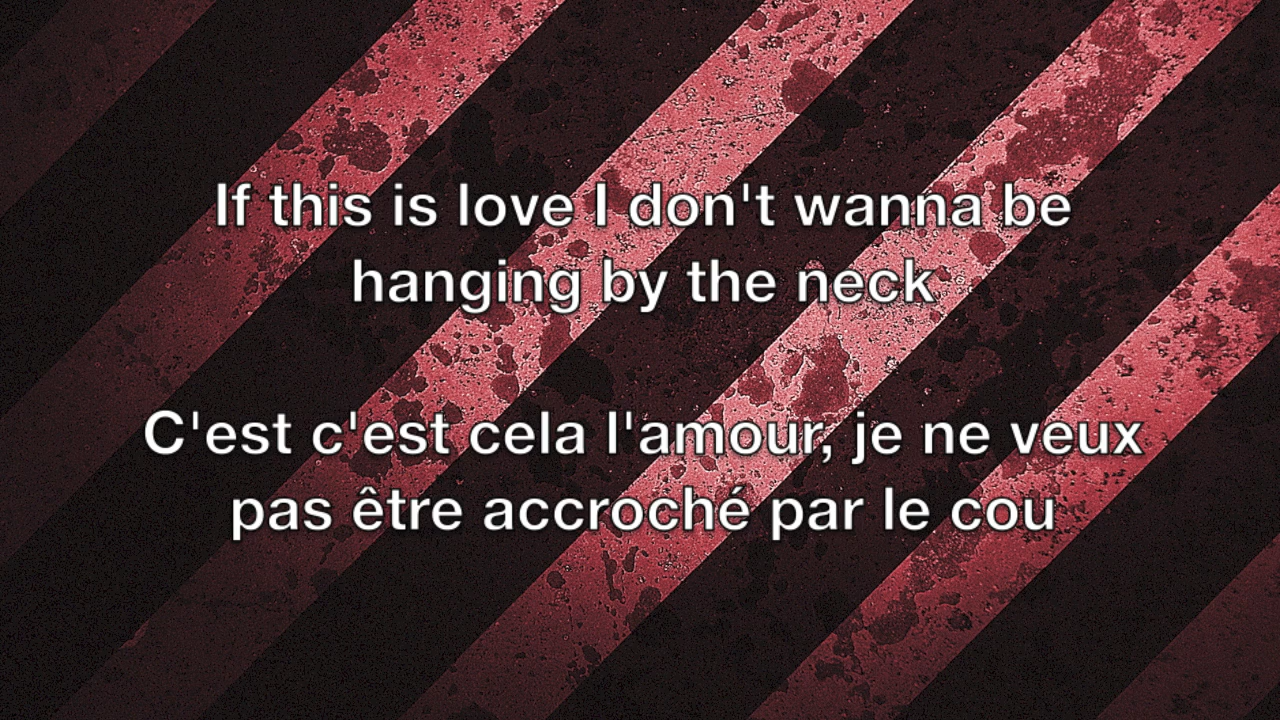 If this is love I don't wanna be
hanging by the neck
C'est c'est cela l'amour, je ne veux
pas être accroché par le cou